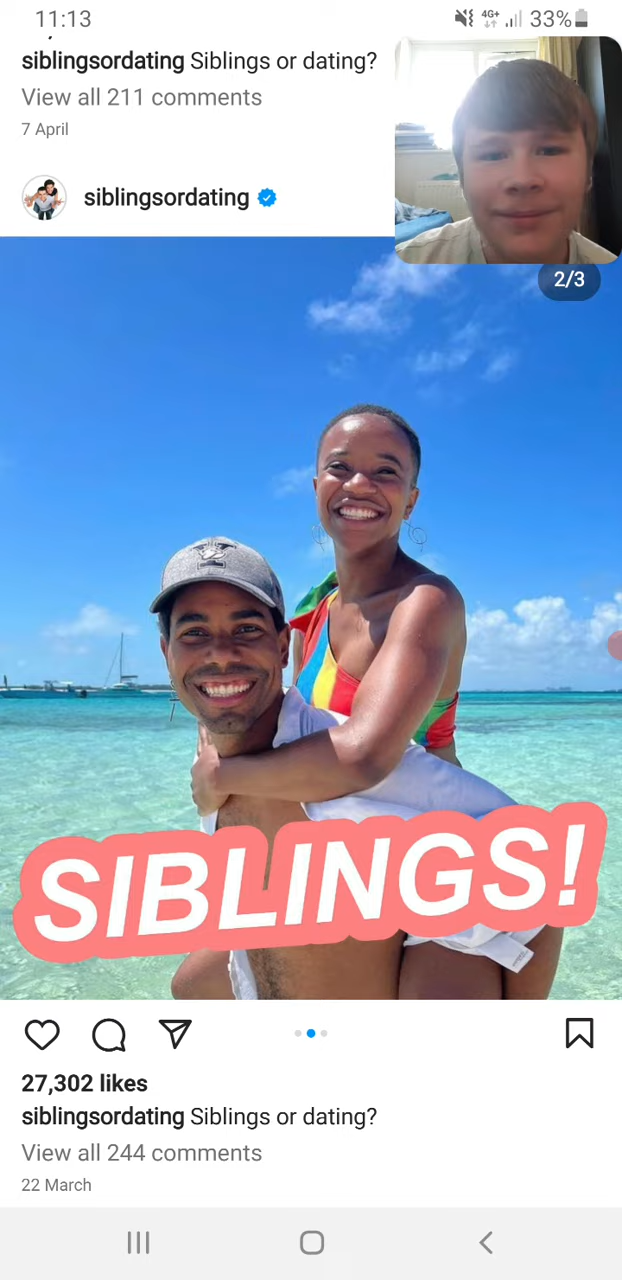 11:13
4G+
33%
siblingsordating Siblings or dating?
View all 211 comments
7 April
siblingsordating
2/3
SIBLINGS!
27,302 likes
siblingsordating Siblings or dating?
View all 244 comments
22 March